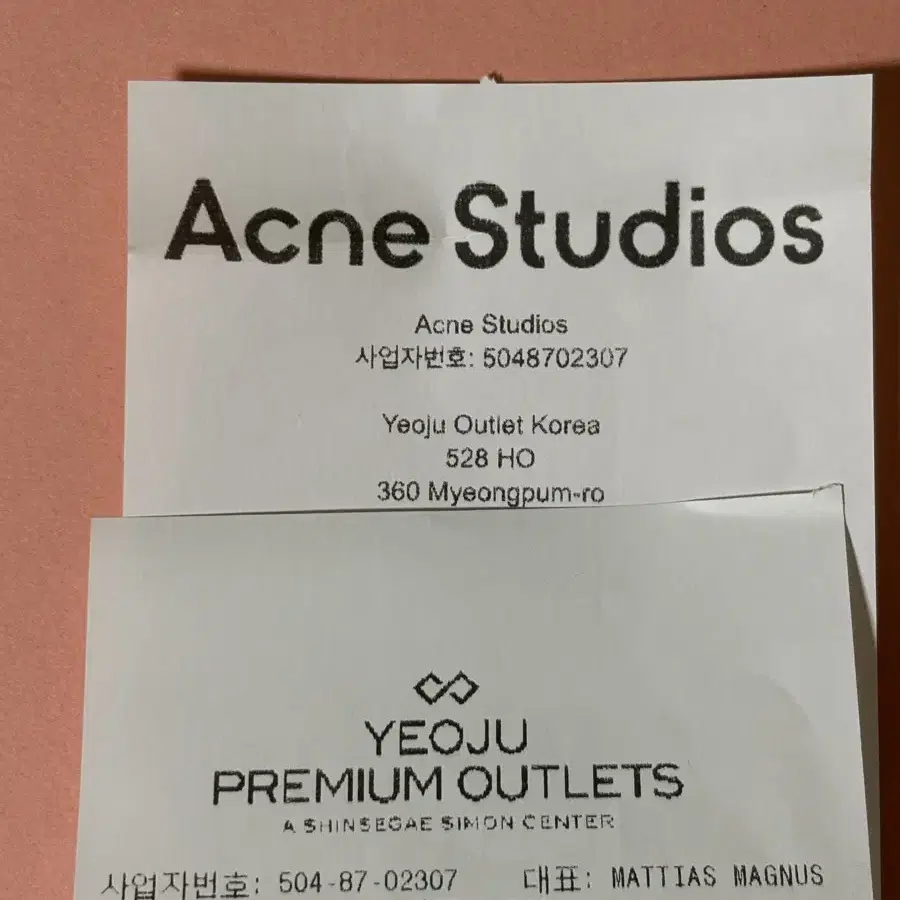 Acne Studios
Acne Studios
사업자번호: 5048702307
Yeoju Outlet Korea
528 HO
360 Myeongpum-ro
YEOJU
PREMIUM OUTLETS
A SHINSEGAE SIMON CENTER
사업자번호: 504-87-02307 대표: MATTIAS MAGNUS